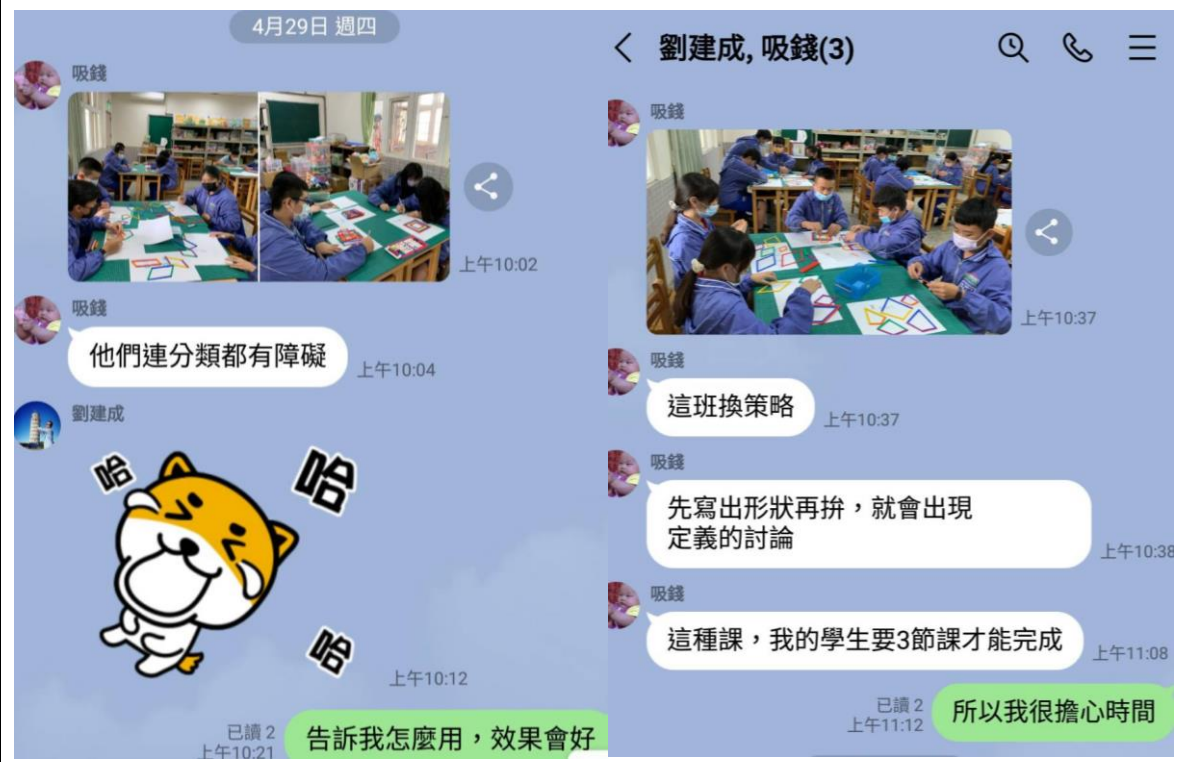 4月29日 週四
吸錢
上午10:02
吸錢
他們連分類都有障礙
上午10:04
劉建成
哈
哈
哈
上午10:12
已讀 2
上午10:21
告訴我怎麼用，效果會好
劉建成, 吸錢(3)
吸錢
上午10:37
吸錢
這班換策略
上午10:37
吸錢
先寫出形狀再拚，就會出現
定義的討論
上午10:38
吸錢
這種課，我的學生要3節課才能完成
上午11:08
已讀 2
上午11:12
所以我很擔心時間